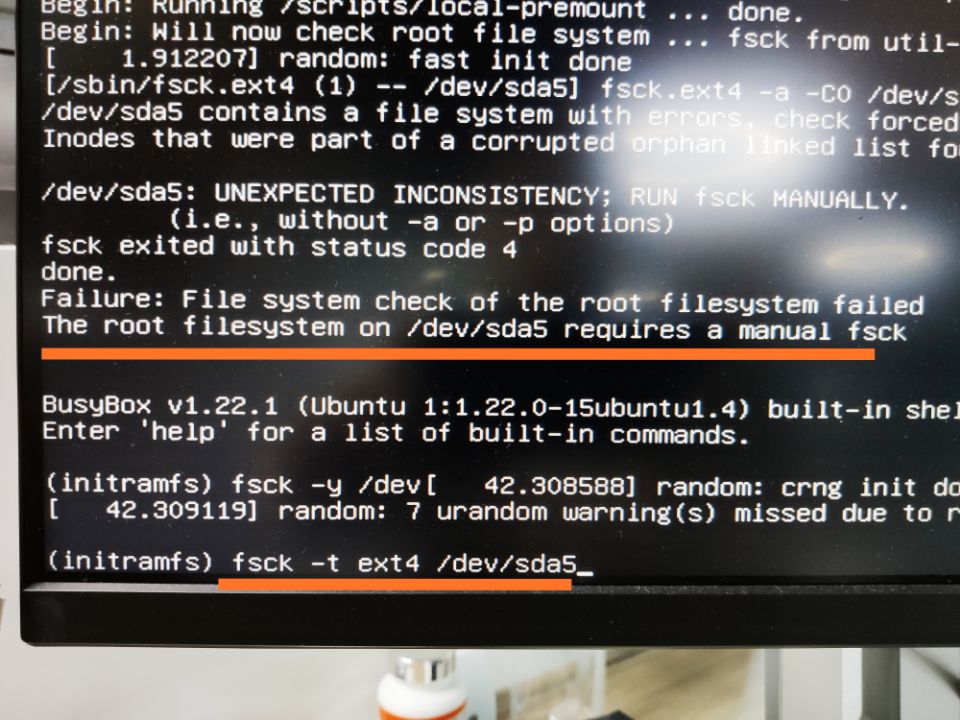 Begin: Running /scripts/local-premount ... done.
Begin: Will now check root file system ... fsck from util-
[    1.912207] random: fast init done
[/sbin/fsck.ext4 (1) -- /dev/sda5] fsck.ext4 -a -C0 /dev/s
/dev/sda5 contains a file system with errors, check forced
Inodes that were part of a corrupted orphan linked list fo
/dev/sda5: UNEXPECTED INCONSISTENCY; RUN fsck MANUALLY.
(i.e., without -a or -p options)
fsck exited with status code 4
done.
Failure: File system check of the root filesystem failed
The root filesystem on /dev/sda5 requires a manual fsck
BusyBox v1.22.1 (Ubuntu 1:1.22.0-15ubuntu1.4) built-in shel
Enter 'help' for a list of built-in commands.
(initramfs) fsck -y /dev[   42.308588] random: crng init do
[   42.309119] random: 7 urandom warning(s) missed due to r
(initramfs) fsck -t ext4 /dev/sda5_